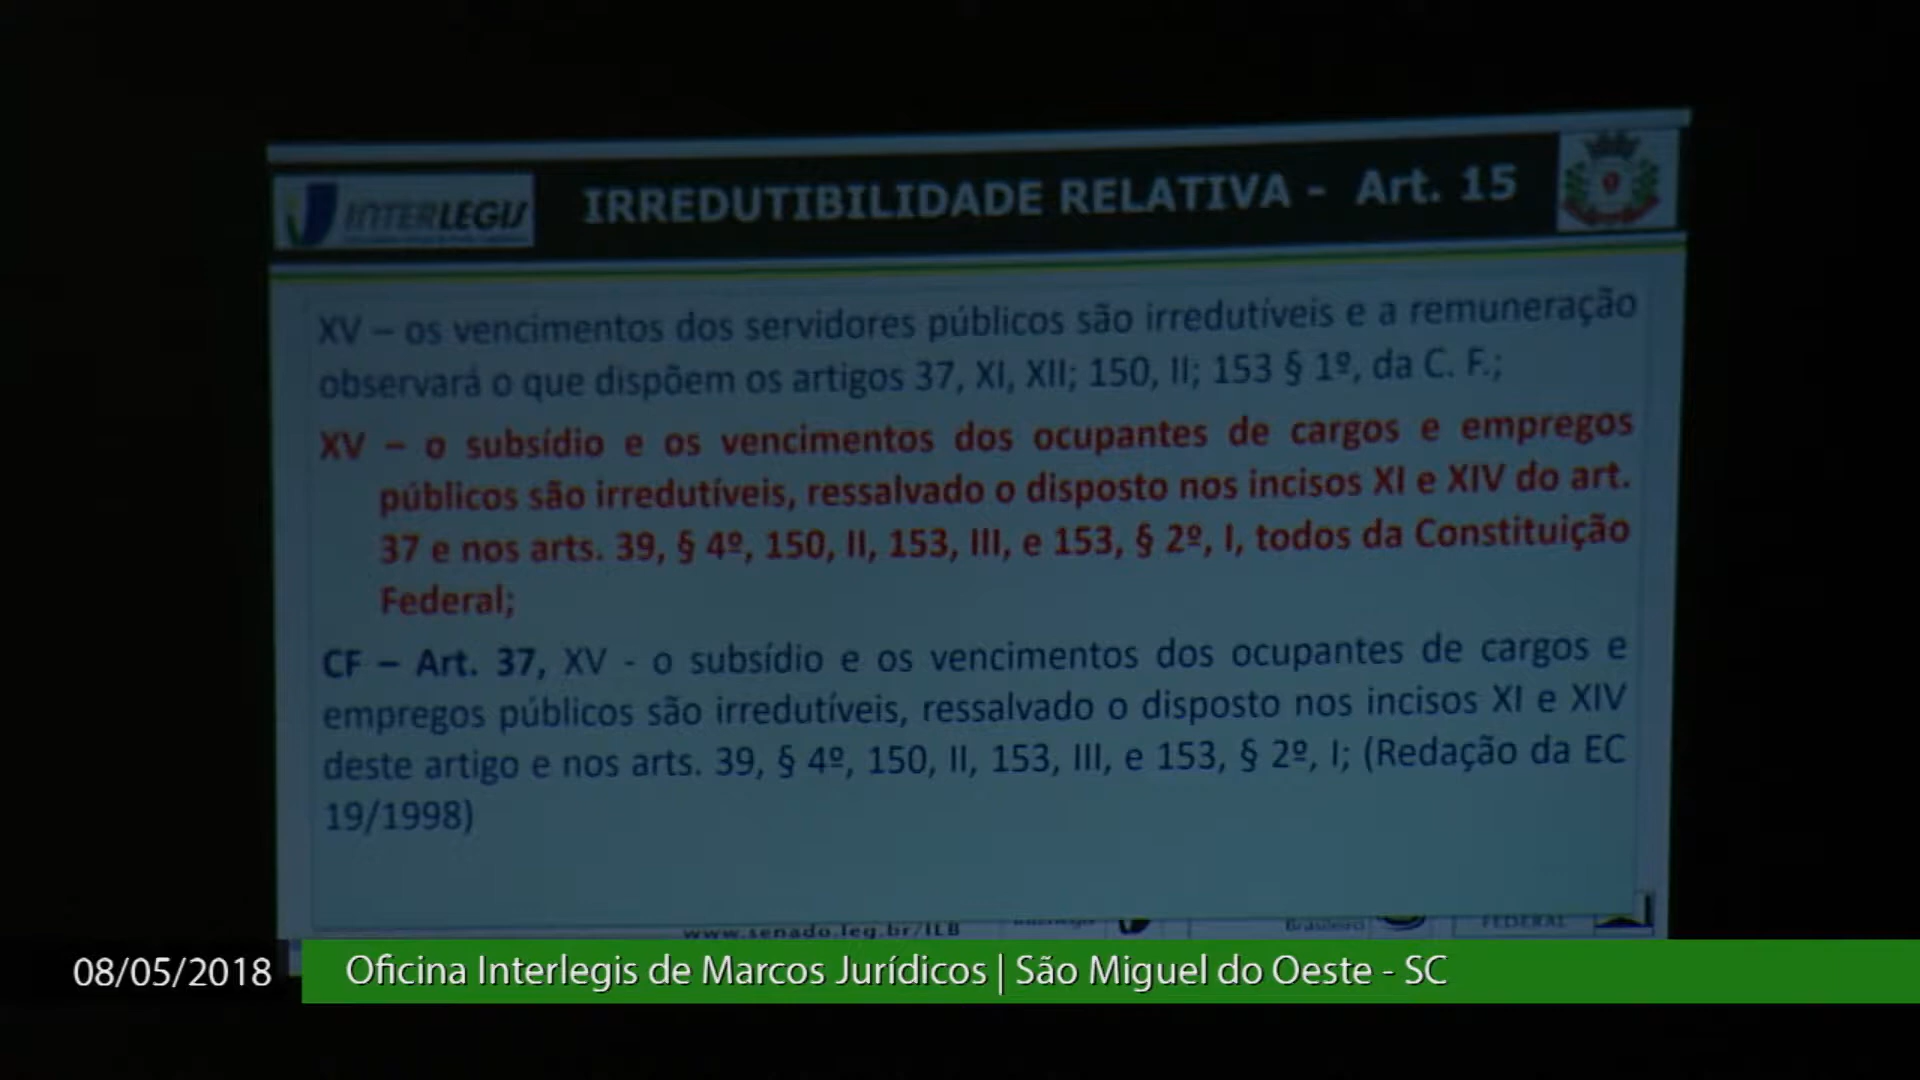 INTERLEGIS
IRREDUTIBILIDADE RELATIVA - Art. 15
XV – os vencimentos dos servidores públicos são irredutíveis e a remuneração
observará o que dispõem os artigos 37, XI, XII; 150, II; 153 § 1º, da C. F.;
XV – o subsídio e os vencimentos dos ocupantes de cargos e empregos
públicos são irredutíveis, ressalvado o disposto nos incisos XI e XIV do art.
37 e nos arts. 39, § 4º, 150, II, 153, III, e 153, § 2º, I, todos da Constituição
Federal;
CF – Art. 37, XV - o subsídio e os vencimentos dos ocupantes de cargos e
empregos públicos são irredutíveis, ressalvado o disposto nos incisos XI e XIV
deste artigo e nos arts. 39, § 4º, 150, II, 153, III, e 153, § 2º, I; (Redação da EC
19/1998)
www.senado.leg.br/ILB
Brasileiro
FEDERAL
08/05/2018
Oficina Interlegis de Marcos Jurídicos | São Miguel do Oeste - SC